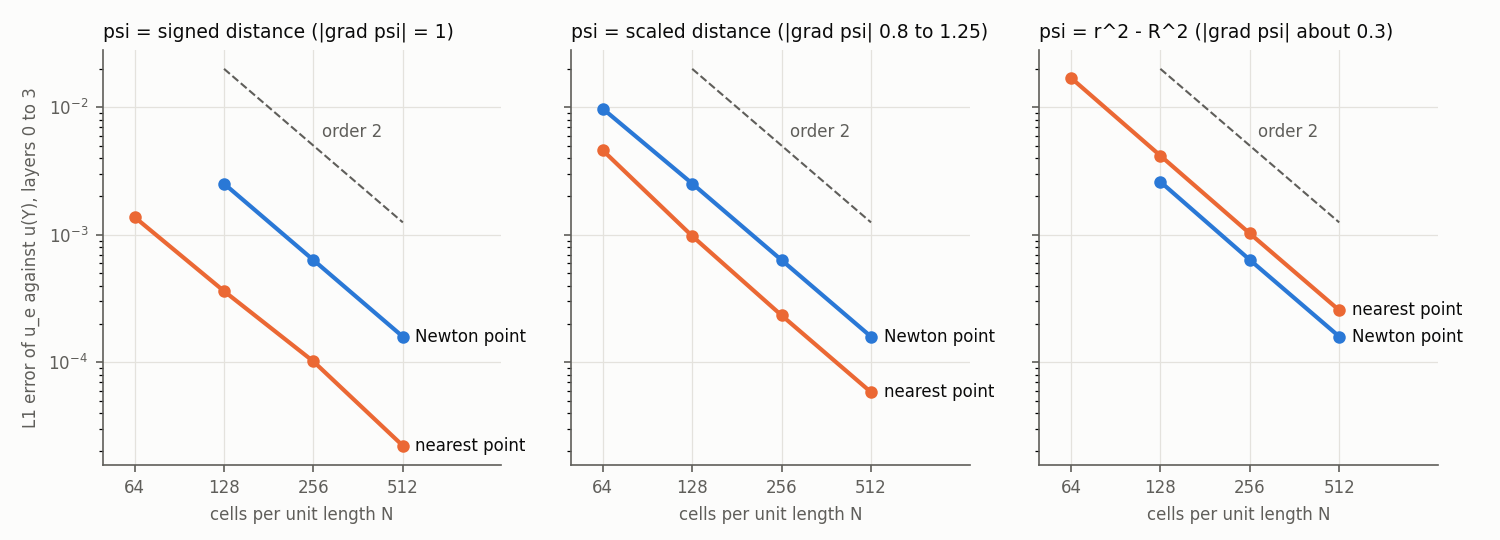 psi = signed distance (|grad psi| = 1)
psi = scaled distance (|grad psi| 0.8 to 1.25)
psi = r^2 - R^2 (|grad psi| about 0.3)
L1 error of u_e against u(Y), layers 0 to 3
10⁻²
10⁻³
10⁻⁴
order 2
Newton point
nearest point
64 128 256 512
cells per unit length N
order 2
Newton point
nearest point
64 128 256 512
cells per unit length N
order 2
nearest point
Newton point
64 128 256 512
cells per unit length N